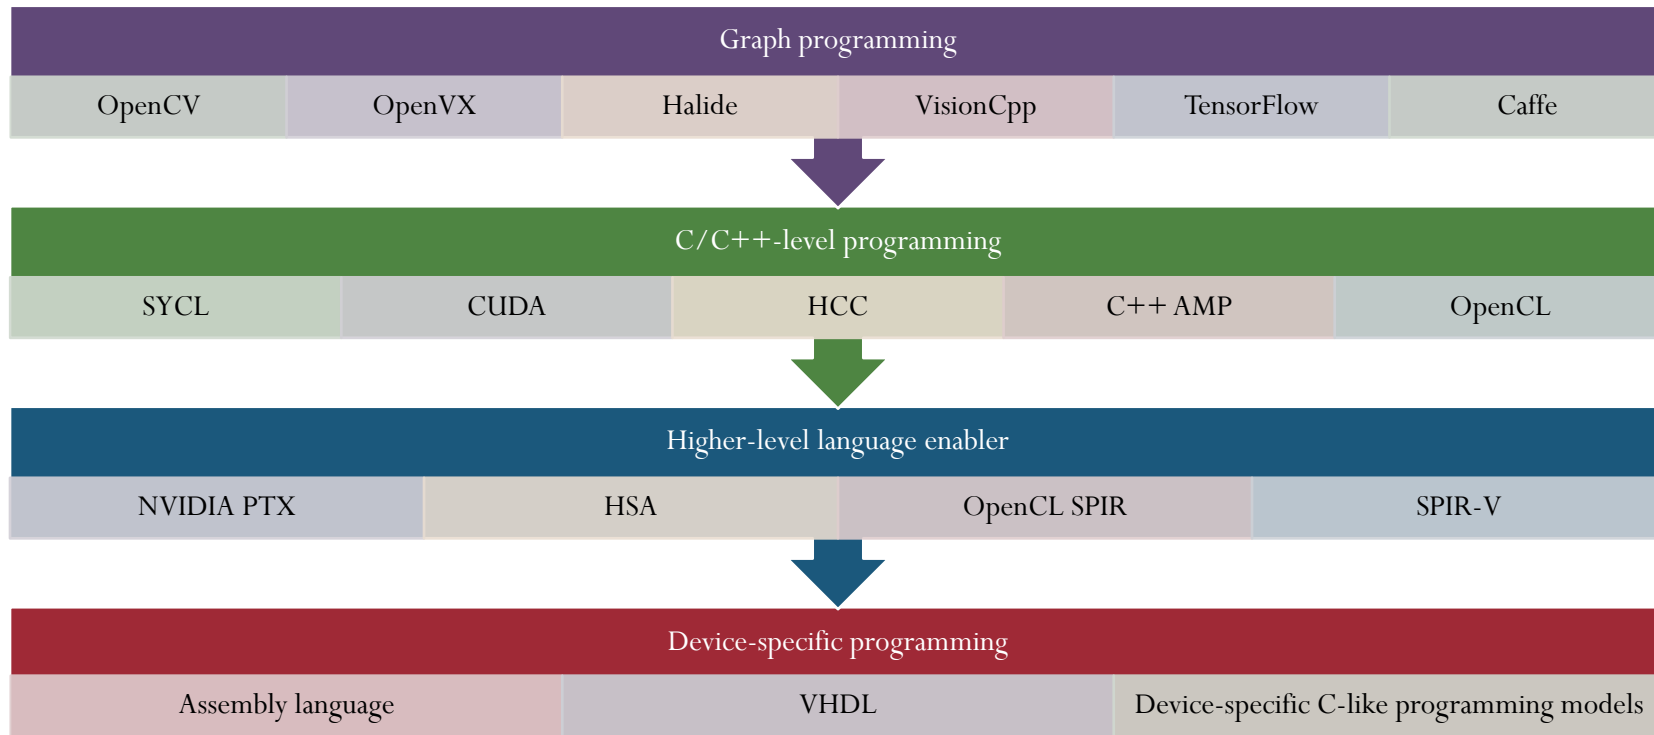 Graph programming
OpenCV OpenVX Halide VisionCpp TensorFlow Caffe
C/C++-level programming
SYCL CUDA HCC C++ AMP OpenCL
Higher-level language enabler
NVIDIA PTX HSA OpenCL SPIR SPIR-V
Device-specific programming
Assembly language VHDL Device-specific C-like programming models